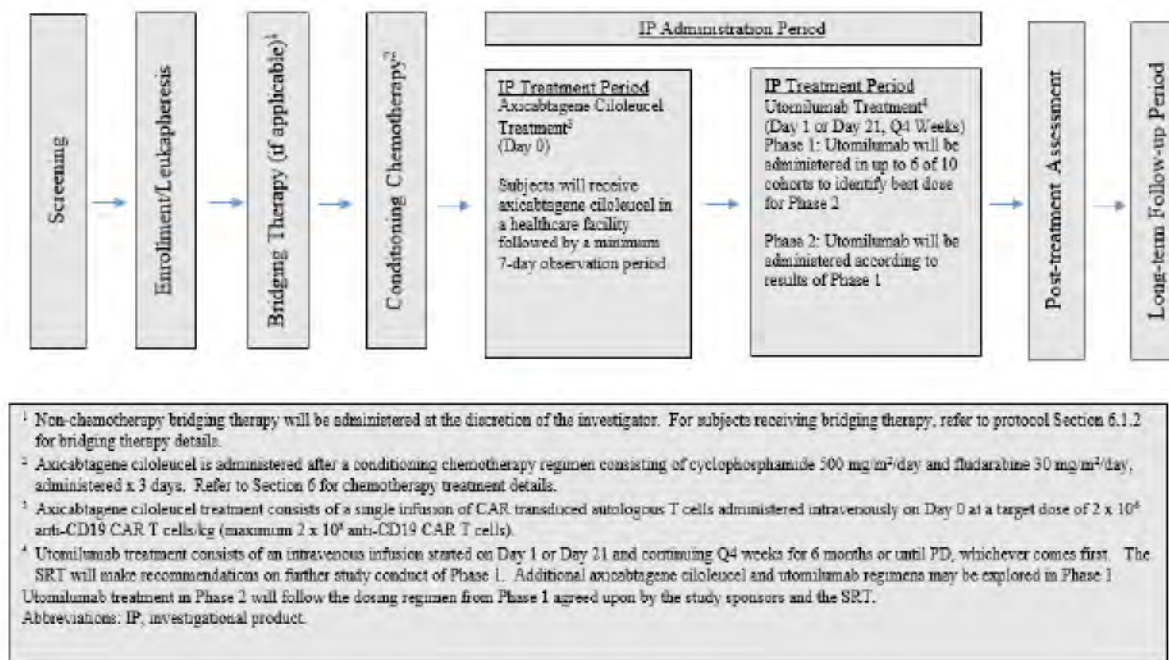 Screening
Enrollment/Leukapheresis
Bridging Therapy (if applicable)¹
Conditioning Chemotherapy²
IP Administration Period
IP Treatment Period
Axicabtagene Ciloleucel
Treatment³
(Day 0)
Subjects will receive
axicabtagene ciloleucel in
a healthcare facility
followed by a minimum
7-day observation period
IP Treatment Period
Utomilumab Treatment⁴
(Day 1 or Day 21, Q4 Weeks)
Phase 1: Utomilumab will be
administered in up to 6 of 10
cohorts to identify best dose
for Phase 2
Phase 2: Utomilumab will be
administered according to
results of Phase 1
Post-treatment Assessment
Long-term Follow-up Period
¹ Non-chemotherapy bridging therapy will be administered at the discretion of the investigator. For subjects receiving bridging therapy, refer to protocol Section 6.1.2
for bridging therapy details.
² Axicabtagene ciloleucel is administered after a conditioning chemotherapy regimen consisting of cyclophosphamide 500 mg/m²/day and fludarabine 30 mg/m²/day,
administered x 3 days. Refer to Section 6 for chemotherapy treatment details.
³ Axicabtagene ciloleucel treatment consists of a single infusion of CAR transduced autologous T cells administered intravenously on Day 0 at a target dose of 2 x 10⁶
anti-CD19 CAR T cells/kg (maximum 2 x 10⁸ anti-CD19 CAR T cells).
⁴ Utomilumab treatment consists of an intravenous infusion started on Day 1 or Day 21 and continuing Q4 weeks for 6 months or until PD, whichever comes first. The
SRT will make recommendations on further study conduct of Phase 1. Additional axicabtagene ciloleucel and utomilumab regimens may be explored in Phase 1
Utomilumab treatment in Phase 2 will follow the dosing regimen from Phase 1 agreed upon by the study sponsors and the SRT.
Abbreviations: IP, investigational product.